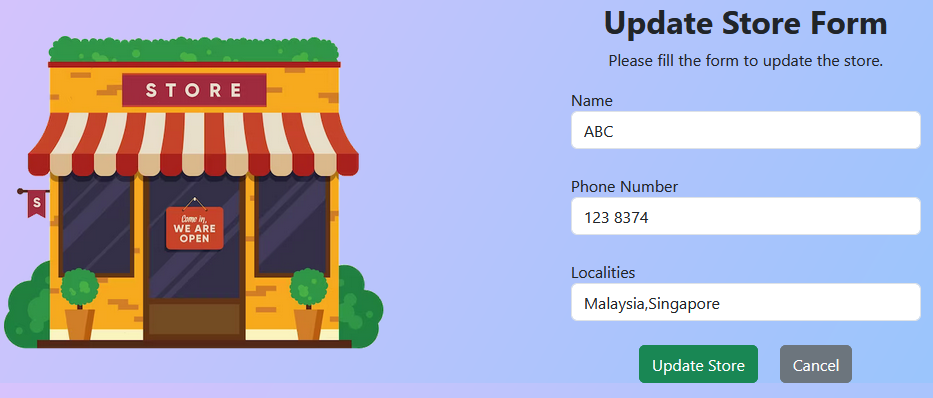 Update Store Form
Please fill the form to update the store.
STORE
Name
ABC
Phone Number
123 8374
S
Come in,
WE ARE
OPEN
Localities
Malaysia,Singapore
Update Store
Cancel